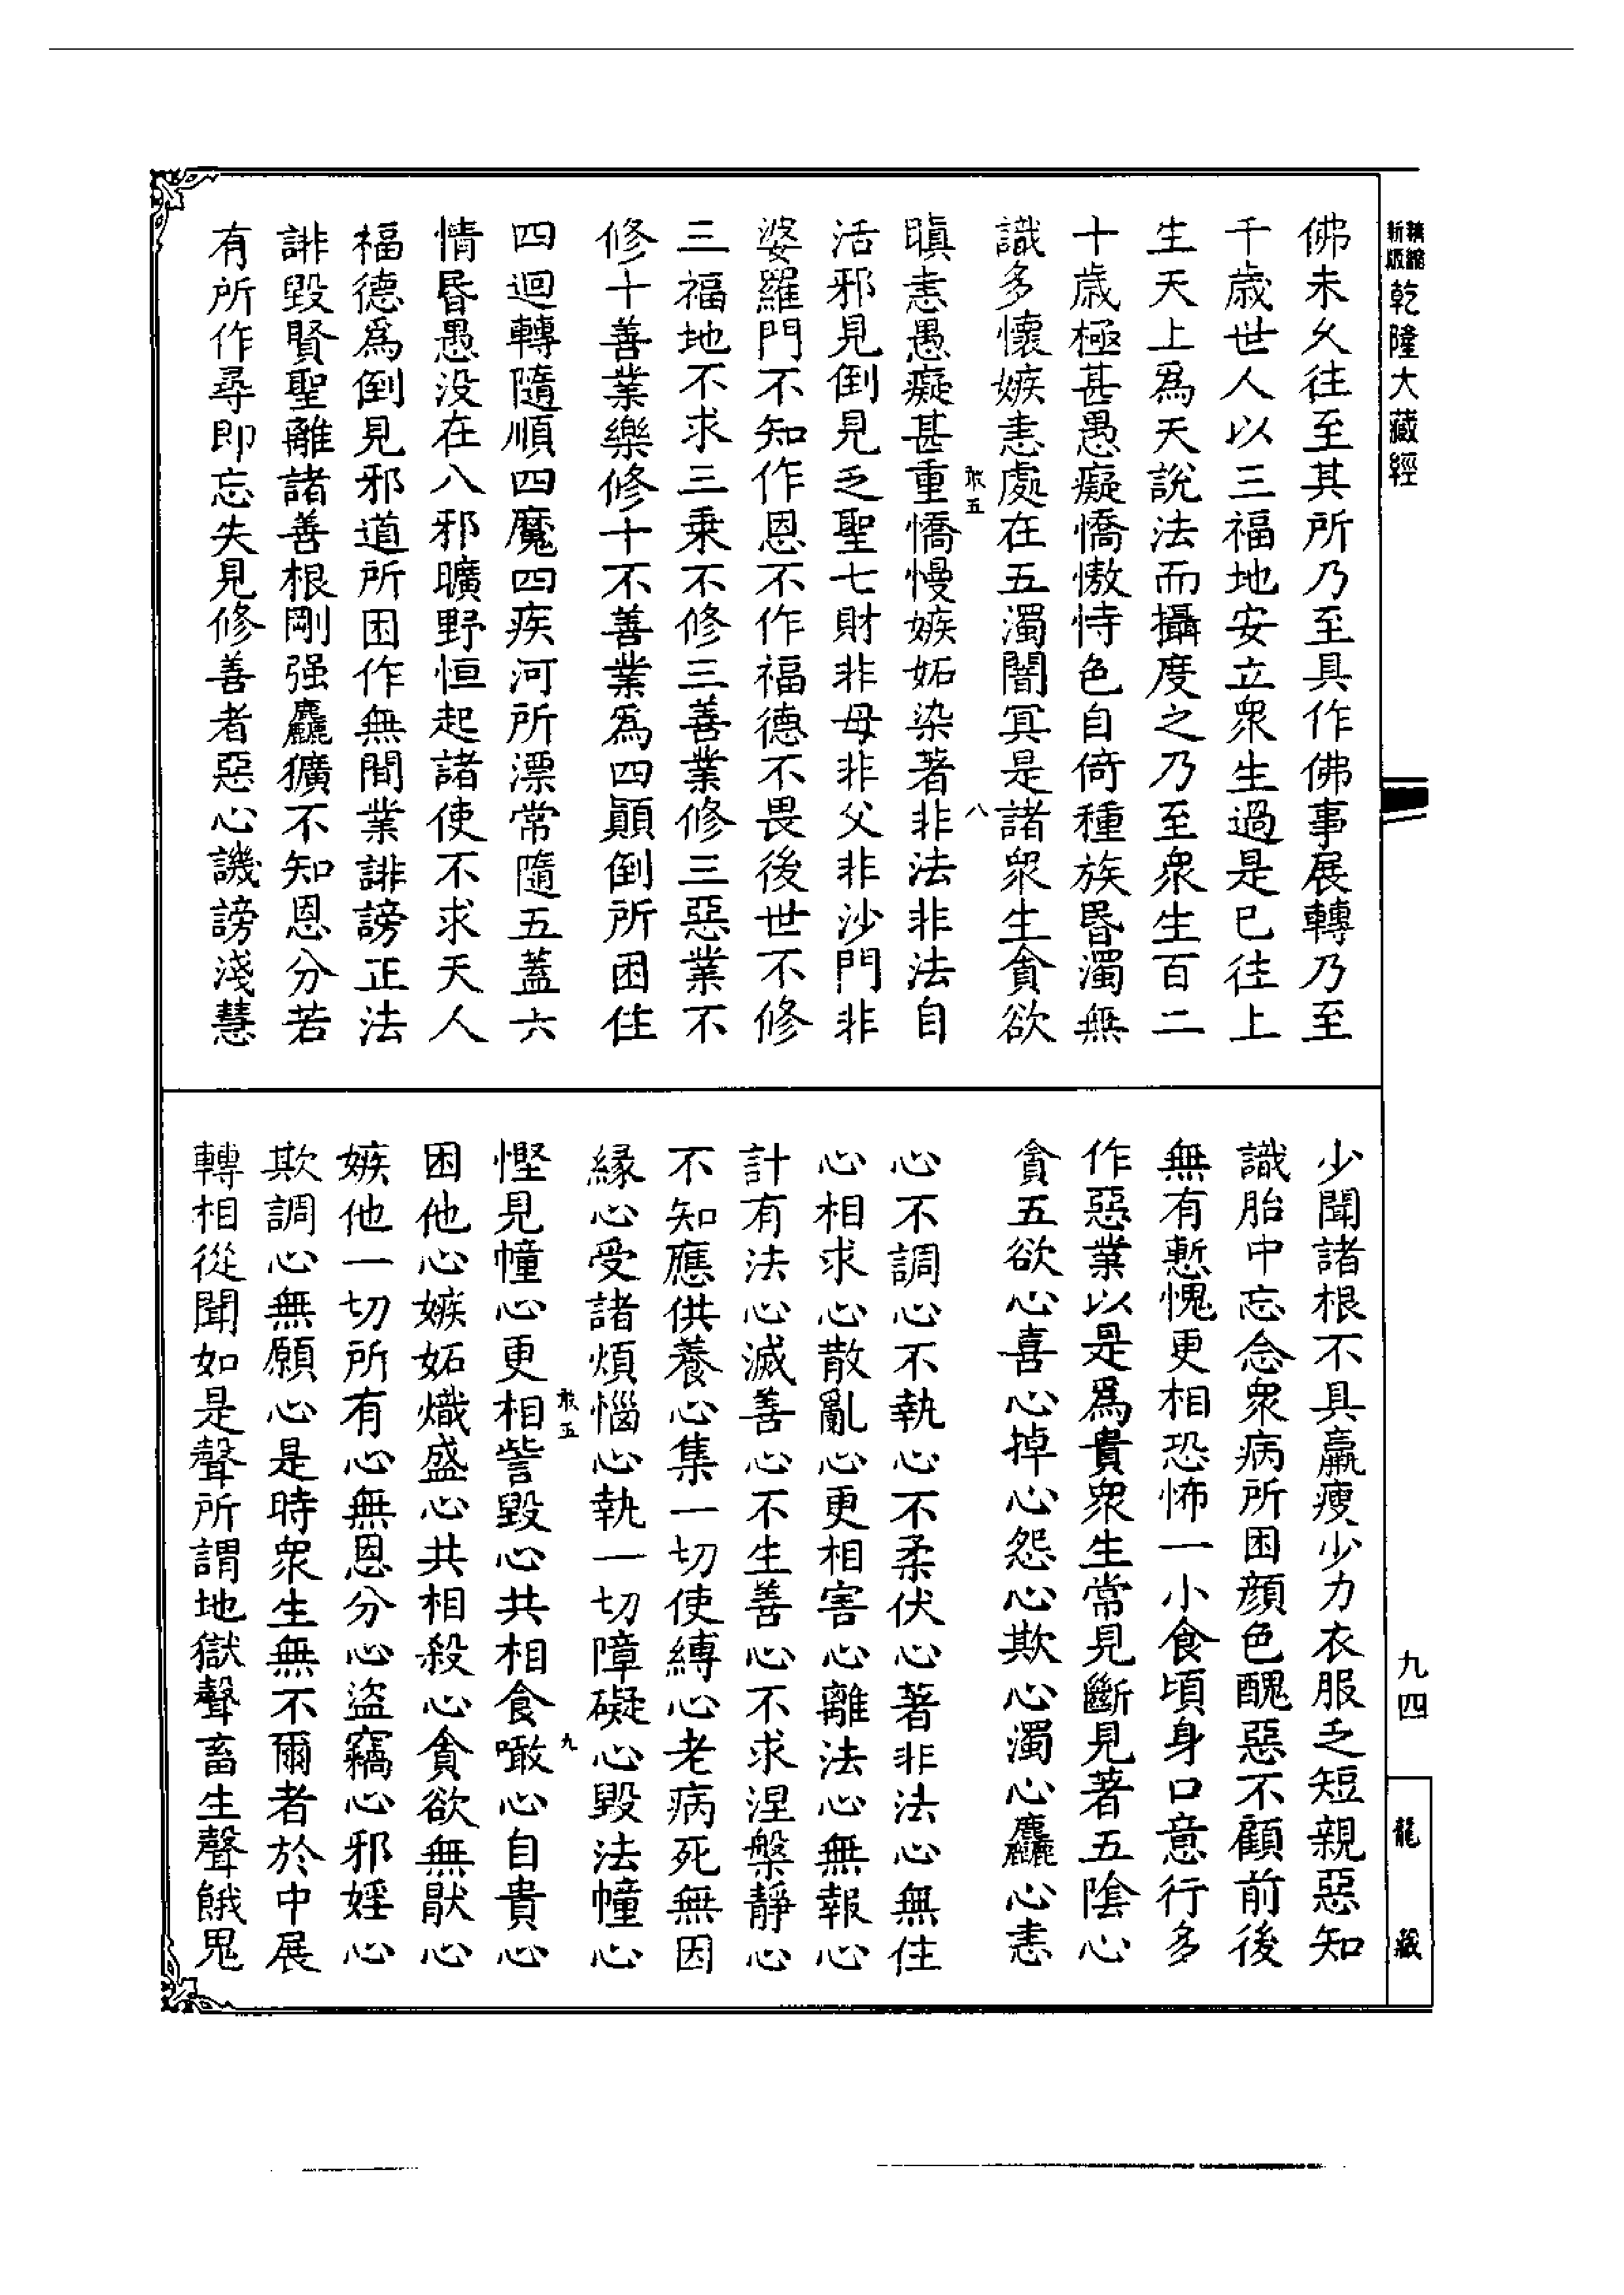 新版精縮乾隆大藏經
佛未久往至其所乃至具作佛事展轉乃至
千歲世人以三福地安立眾生過是已往上
生天上爲天說法而攝度之乃至眾生百二
十歲極甚愚癡憍慠恃色自倚種族昬濁無
識多懷嫉恚處在五濁闇冥是諸眾生貪欲
瞋恚愚癡甚重憍慢嫉妬染著非法非法自
敢五
八
活邪見倒見乏聖七財非母非父非沙門非
婆羅門不知作恩不作福德不畏後世不修
三福地不求三乘不修三善業修三惡業不
修十善業樂修十不善業爲四顚倒所困住
四迴轉隨順四魔四疾河所漂常隨五蓋六
情昬愚没在八邪曠野恒起諸使不求天人
福德爲倒見邪道所困作無間業誹謗正法
誹毀賢聖離諸善根剛强麤獷不知恩分若
有所作尋即忘失見修善者惡心譏謗淺慧
少聞諸根不具羸瘦少力衣服乏短親惡知
識胎中忘念眾病所困顏色醜惡不顧前後
無有慙愧更相恐怖一小食頃身口意行多
作惡業以是爲貴眾生常見斷見著五陰心
貪五欲心喜心掉心怨心欺心濁心麤心恚
心不調心不執心不柔伏心著非法心無住
心相求心散亂心更相害心離法心無報心
計有法心滅善心不生善心不求涅槃靜心
不知應供養心集一切使縛心老病死無因
緣心受諸煩惱心執一切障礙心毀法幢心
敢五
九
慳見幢心更相訾毀心共相食噉心自貴心
困他心嫉妬熾盛心共相殺心貪欲無猒心
嫉他一切所有心無恩分心盜竊心邪婬心
欺調心無願心是時眾生無不爾者於中展
轉相從聞如是聲所謂地獄聲畜生聲餓鬼
九四
龍藏